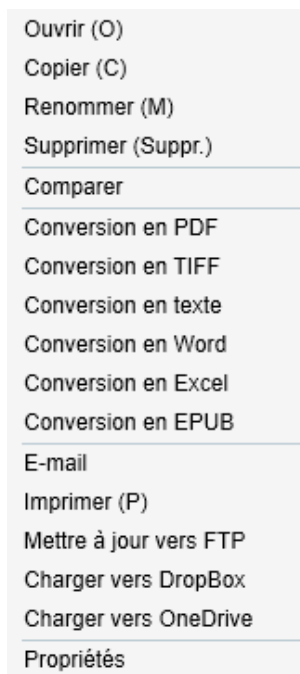 Ouvrir (O)
Copier (C)
Renommer (M)
Supprimer (Suppr.)
Comparer
Conversion en PDF
Conversion en TIFF
Conversion en texte
Conversion en Word
Conversion en Excel
Conversion en EPUB
E-mail
Imprimer (P)
Mettre à jour vers FTP
Charger vers DropBox
Charger vers OneDrive
Propriétés